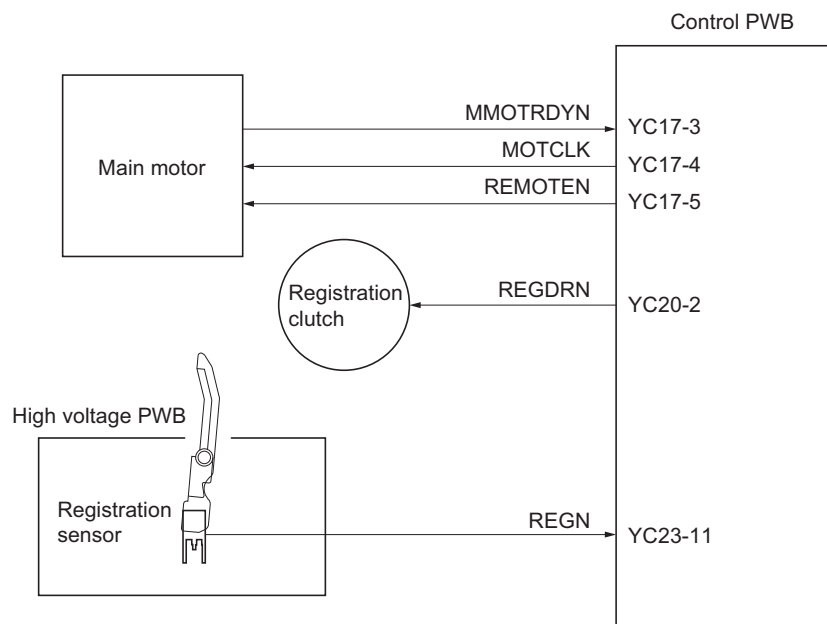 Control PWB
MMOTRDYN
YC17-3
Main motor
MOTCLK
YC17-4
REMOTEN
YC17-5
Registration
clutch
REGDRN
YC20-2
High voltage PWB
Registration
sensor
REGN
YC23-11